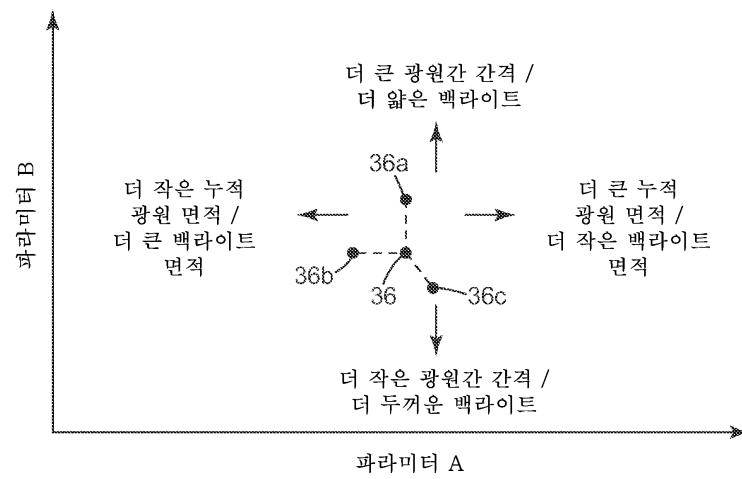 더 큰 광원간 간격 /
더 얇은 백라이트
36a
더 작은 누적
광원 면적 /
더 큰 백라이트
면적
더 큰 누적
광원 면적 /
더 작은 백라이트
면적
36b
36
36c
더 작은 광원간 간격 /
더 두꺼운 백라이트
파라미터 B
파라미터 A